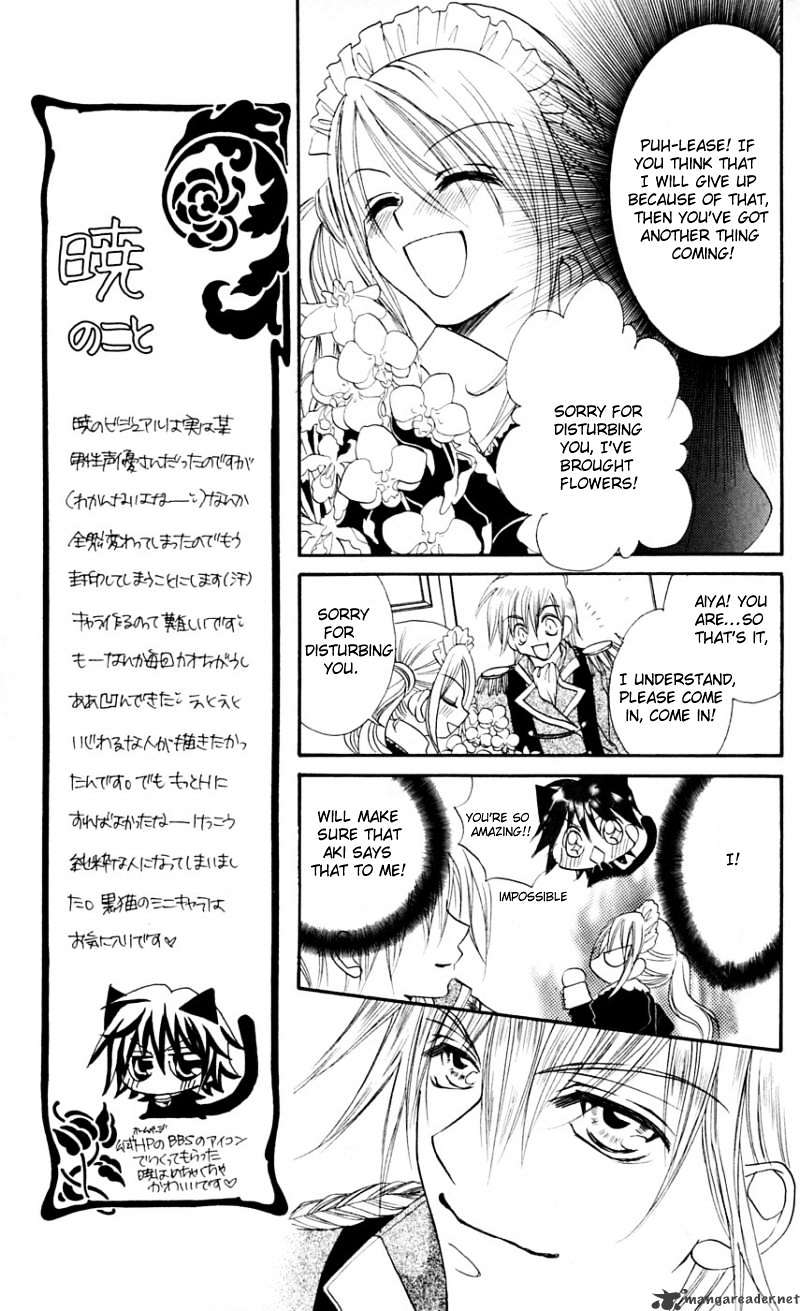 PUH-LEASE! IF
YOU THINK THAT
I WILL GIVE UP
BECAUSE OF THAT,
THEN YOU'VE GOT
ANOTHER THING
COMING!
SORRY FOR
DISTURBING
YOU, I'VE
BROUGHT
FLOWERS!
AIYA! YOU
ARE...SO
THAT'S IT,
I UNDERSTAND,
PLEASE COME
IN, COME IN!
SORRY
FOR
DISTURBING
YOU.
I!
YOU'RE SO
AMAZING!!
IMPOSSIBLE
WILL MAKE
SURE THAT
AKI SAYS
THAT TO ME!
暁
のこと
暁のビジュアルは実は某
男性声優さんだったのですが
(わかんないはなー…)なんか
全然変わってしまったのでもう
封印してしまうことにします(汗)
キャラ作るのって難しいです…
もーなんか毎回カオちがうし
ああ凹んできた… えとえと
いじわるな人が描きたかっ
たんです。でも もっとHに
すればよかったなーけっこう
純粋な人になってしまいまし
た。黒猫のミニキャラは
お気に入りです♡
ホームページ
公式HPのBBSのアイコン
でつくってもらった
暁はめちゃくちゃ
かわいいです♡
mangareader.net